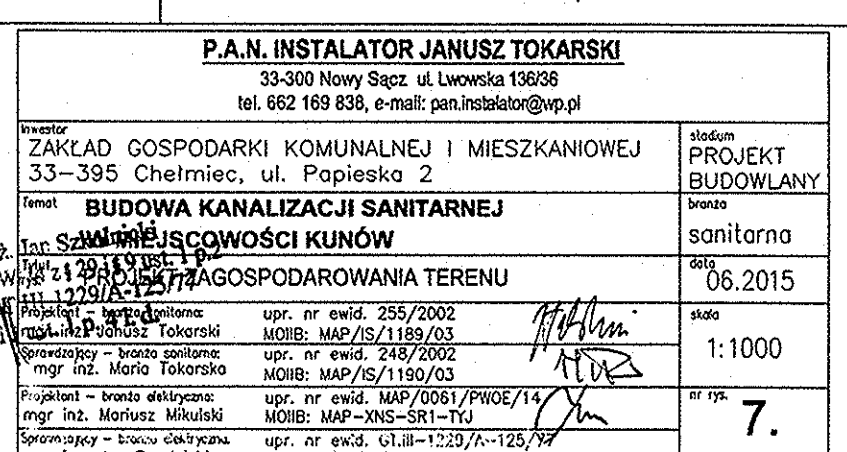 P.A.N. INSTALATOR JANUSZ TOKARSKI
33-300 Nowy Sącz ul. Lwowska 136/36
tel. 662 169 838, e-mail: pan.instalator@wp.pl
Inwestor
ZAKŁAD GOSPODARKI KOMUNALNEJ I MIESZKANIOWEJ
33-395 Chełmiec, ul. Papieska 2
stadium
PROJEKT
BUDOWLANY
Temat
BUDOWA KANALIZACJI SANITARNEJ
W MIEJSCOWOŚCI KUNÓW
branża
sanitarna
PROJEKT ZAGOSPODAROWANIA TERENU
data
06.2015
Projektant - branża sanitarna: upr. nr ewid. 255/2002
mgr inż. Janusz Tokarski MOIIB: MAP/IS/1189/03
Sprawdzający - branża sanitarna: upr. nr ewid. 248/2002
mgr inż. Maria Tokarska MOIIB: MAP/IS/1190/03
skala
1:1000
Projektant - branża elektryczna: upr. nr ewid. MAP/0061/PWOE/14
mgr inż. Mariusz Mikulski MOIIB: MAP-XNS-SR1-TYJ
Sprawdzający - branża elektryczna: upr. nr ewid. GT.III-1229/A-125/77
nr rys.
7.